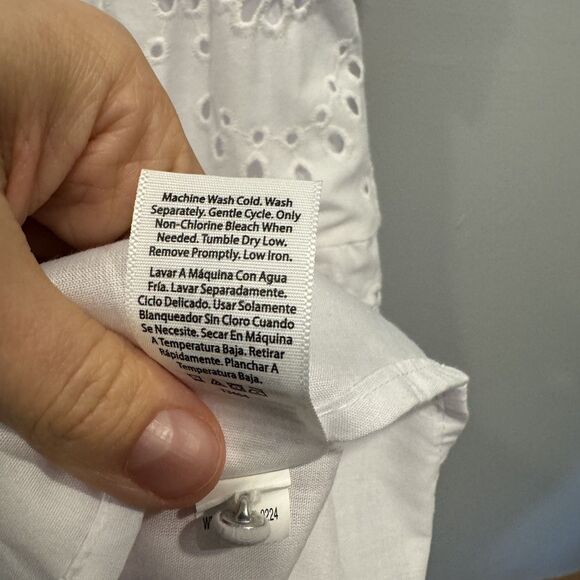 Machine Wash Cold. Wash
Separately. Gentle Cycle. Only
Non-Chlorine Bleach When
Needed. Tumble Dry Low.
Remove Promptly. Low Iron.
Lavar A Máquina Con Agua
Fría. Lavar Separadamente.
Ciclo Delicado. Usar Solamente
Blanqueador Sin Cloro Cuando
Se Necesite. Secar En Máquina
A Temperatura Baja. Retirar
Rápidamente. Planchar A
Temperatura Baja.